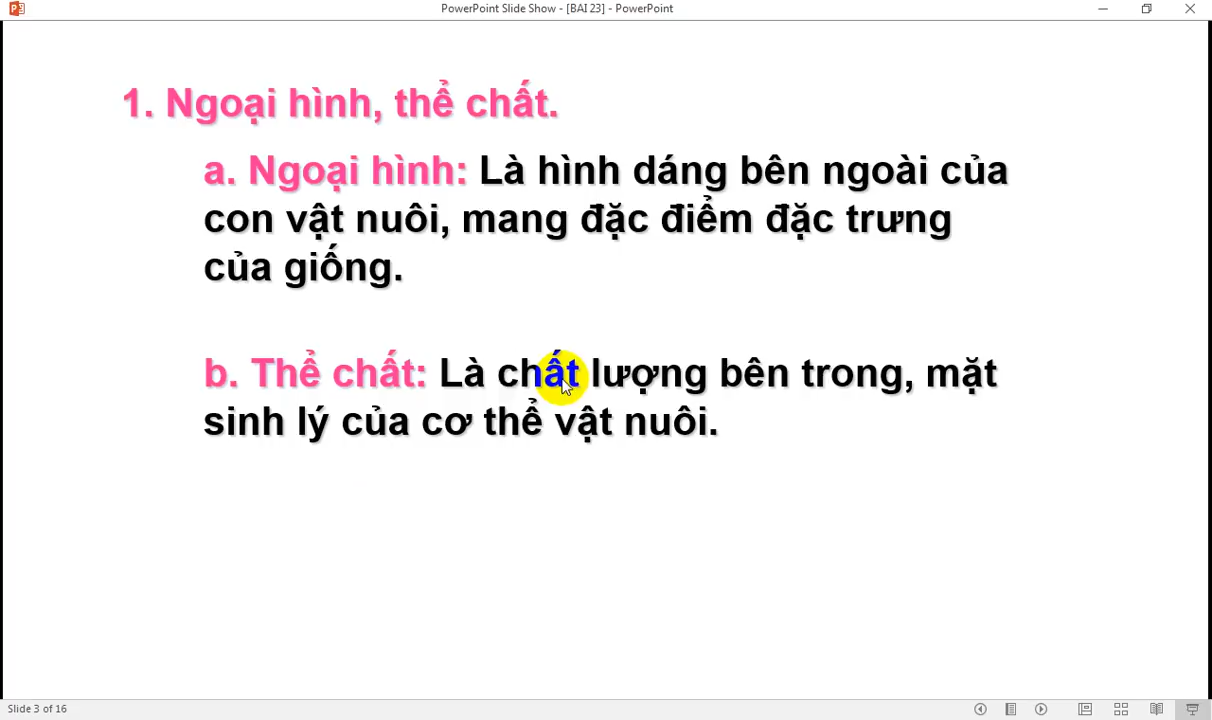 PowerPoint Slide Show - [BAI 23] - PowerPoint
1. Ngoại hình, thể chất.
a. Ngoại hình: Là hình dáng bên ngoài của
con vật nuôi, mang đặc điểm đặc trưng
của giống.
b. Thể chất: Là chất lượng bên trong, mặt
sinh lý của cơ thể vật nuôi.
Slide 3 of 16